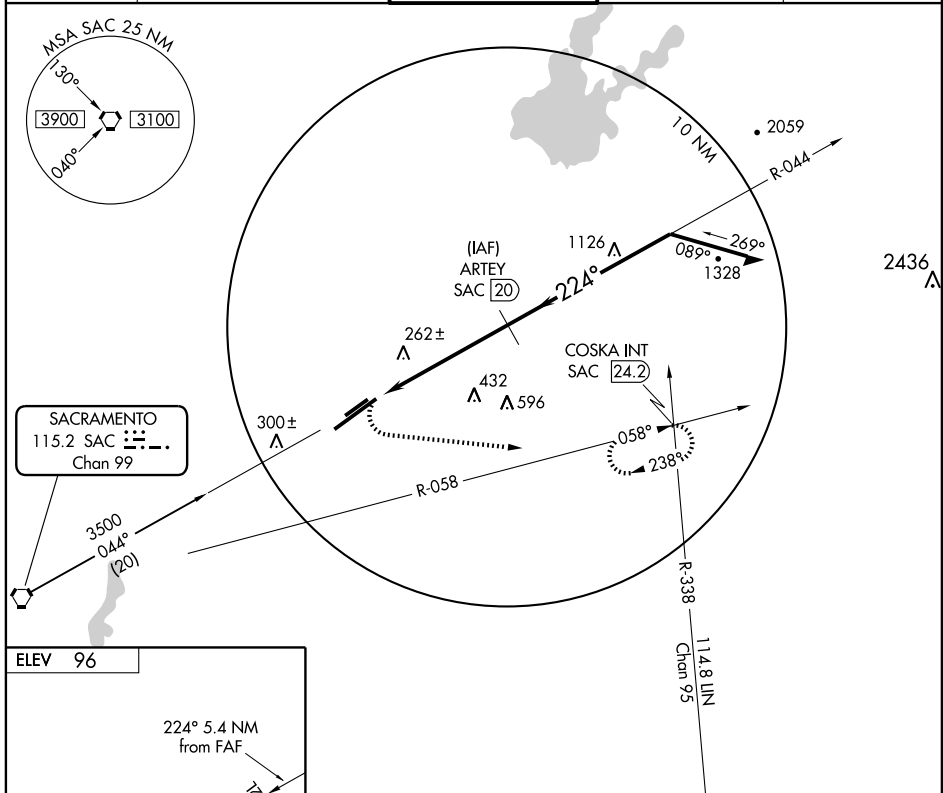 MSA SAC 25 NM
130°
3900
3100
040°
10 NM
2059
R-044
(IAF)
ARTEY
SAC 20
1126
224°
089°
269°
1328
2436
262±
COSKA INT
SAC 24.2
432
596
300±
SACRAMENTO
115.2 SAC
Chan 99
058°
238°
R-058
3500
044°
(20)
R-338
114.8 LIN
Chan 95
ELEV 96
224° 5.4 NM
from FAF